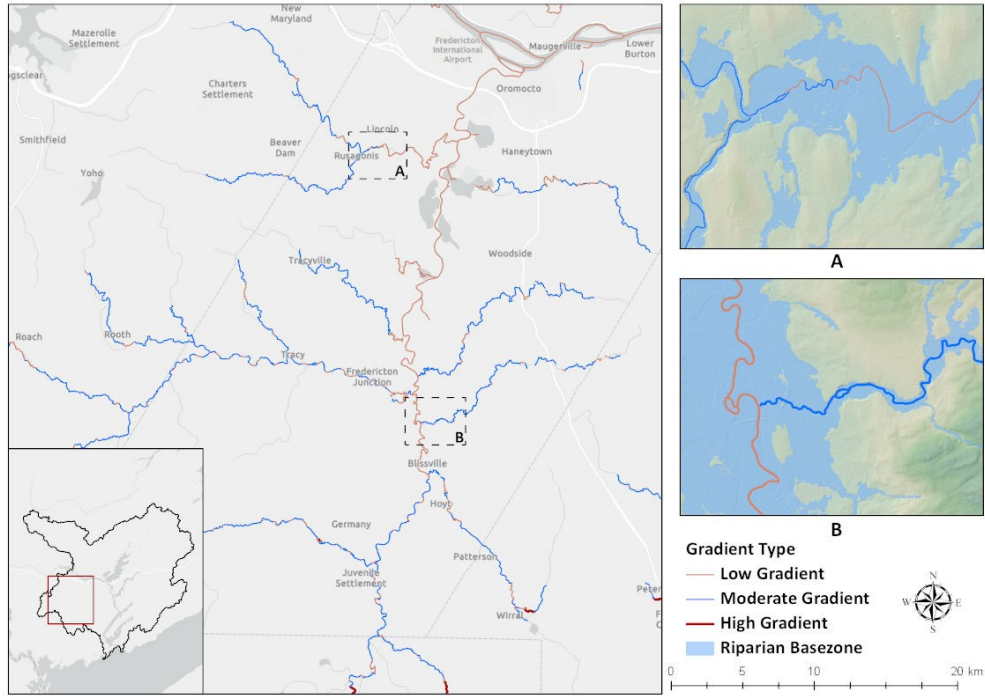 New
Maryland
Mazerolle
Settlement
Fredericton
International
Airport
Maugerville
Lower
Burton
ngsclear
Oromocto
Charters
Settlement
Smithfield
Lincoln
Beaver
Dam
Rusagonis
Haneytown
A
Yoho
Tracyville
Woodside
Roach
Rooth
Tracy
Fredericton
Junction
B
Blissville
Hoyt
Germany
Patterson
Juvenile
Settlement
Peter
Wirral
F
C
A
B
Gradient Type
Low Gradient
Moderate Gradient
High Gradient
Riparian Basezone
N
W E
S
0 5 10 20 km